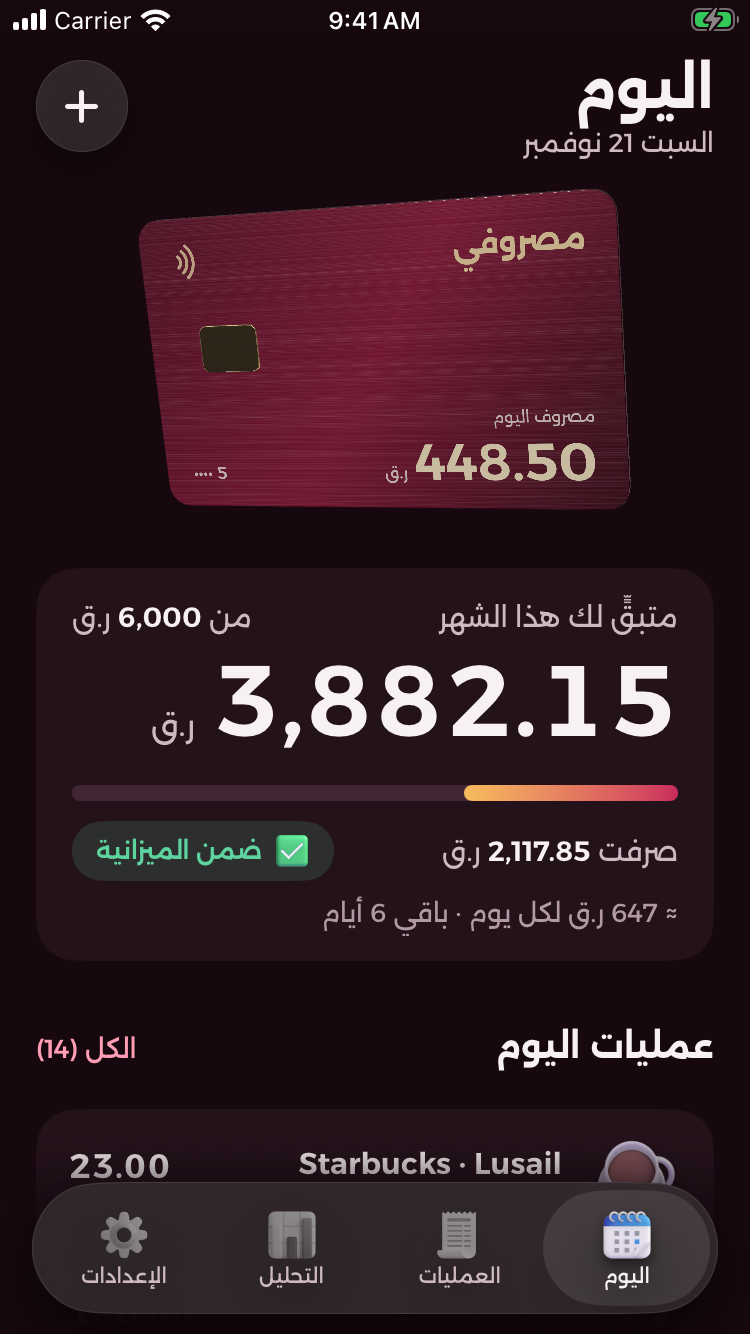 Carrier 9:41 AM
اليوم
السبت 21 نوفمبر
مصروفي
مصروف اليوم
448.50 ر.ق
•••• 5
متبقٍّ لك هذا الشهر
من 6,000 ر.ق
3,882.15 ر.ق
صرفت 2,117.85 ر.ق
ضمن الميزانية
≈ 647 ر.ق لكل يوم · باقي 6 أيام
عمليات اليوم
الكل (14)
Starbucks · Lusail
23.00
اليوم
العمليات
التحليل
الإعدادات